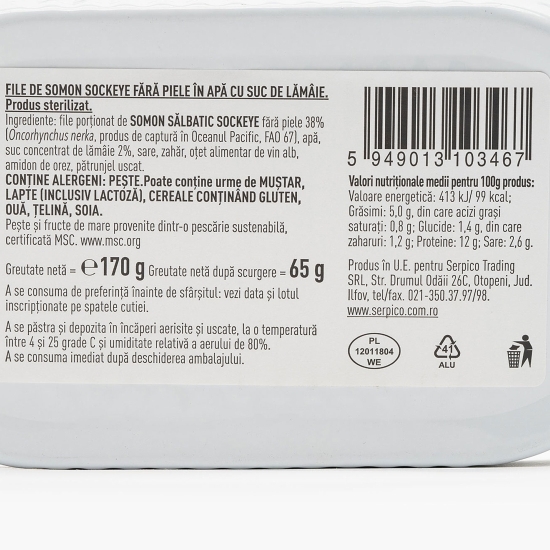 FILE DE SOMON SOCKEYE FĂRĂ PIELE ÎN APĂ CU SUC DE LĂMÂIE.
Produs sterilizat.
Ingrediente: file porționat de SOMON SĂLBATIC SOCKEYE fără piele 38%
(Oncorhynchus nerka, produs de captură în Oceanul Pacific, FAO 67), apă,
suc concentrat de lămâie 2%, sare, zahăr, oțet alimentar de vin alb,
amidon de orez, pătrunjel uscat.
CONȚINE ALERGENI: PEȘTE.Poate conține urme de MUȘTAR,
LAPTE (INCLUSIV LACTOZĂ), CEREALE CONȚINÂND GLUTEN,
OUĂ, ȚELINĂ, SOIA.
Pește și fructe de mare provenite dintr-o pescărie sustenabilă,
certificată MSC. www.msc.org
Greutate netă = ℮170 g Greutate netă după scurgere = 65 g
A se consuma de preferință înainte de sfârșitul: vezi data și lotul
inscripționate pe spatele cutiei.
A se păstra și depozita în încăperi aerisite și uscate, la o temperatură
între 4 și 25 grade C și umiditate relativă a aerului de 80%.
A se consuma imediat după deschiderea ambalajului.
5 949013 103467
Valori nutriționale medii pentru 100g produs:
Valoare energetică: 413 kJ/ 99 kcal;
Grăsimi: 5,0 g, din care acizi grași
saturați: 0,8 g; Glucide: 1,4 g, din care
zaharuri: 1,2 g; Proteine: 12 g; Sare: 2,6 g.
Produs în U.E. pentru Serpico Trading
SRL, Str. Drumul Odăii 26C, Otopeni, Jud.
Ilfov, tel/fax. 021-350.37.97/98.
www.serpico.com.ro
PL
12011804
WE
41
ALU